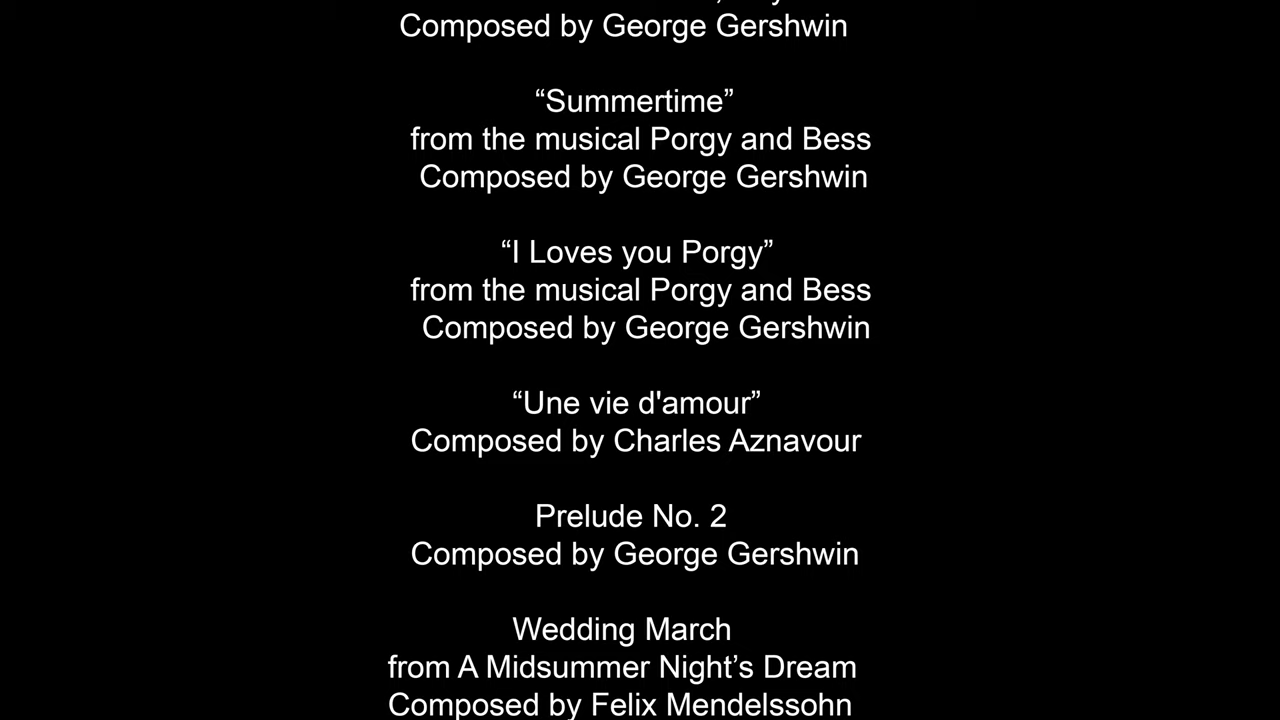 Composed by George Gershwin
“Summertime”
from the musical Porgy and Bess
Composed by George Gershwin
“I Loves you Porgy”
from the musical Porgy and Bess
Composed by George Gershwin
“Une vie d'amour”
Composed by Charles Aznavour
Prelude No. 2
Composed by George Gershwin
Wedding March
from A Midsummer Night’s Dream
Composed by Felix Mendelssohn